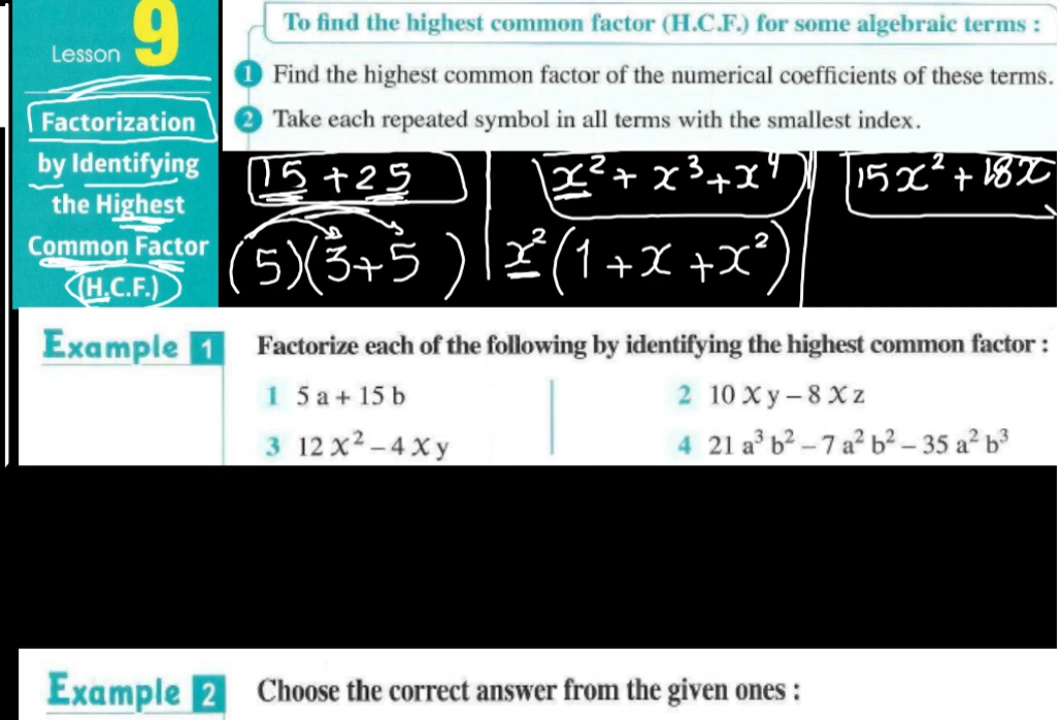 Lesson 9
Factorization
by Identifying
the Highest
Common Factor
(H.C.F.)
To find the highest common factor (H.C.F.) for some algebraic terms :
1 Find the highest common factor of the numerical coefficients of these terms.
2 Take each repeated symbol in all terms with the smallest index.
15 + 25
(5)(3+5)
x² + x³ + x⁴
x²(1 + x + x²)
15x² + 18x
Example 1 Factorize each of the following by identifying the highest common factor :
1 5 a + 15 b
2 10 X y – 8 X z
3 12 X² – 4 X y
4 21 a³ b² – 7 a² b² – 35 a² b³
Example 2 Choose the correct answer from the given ones :